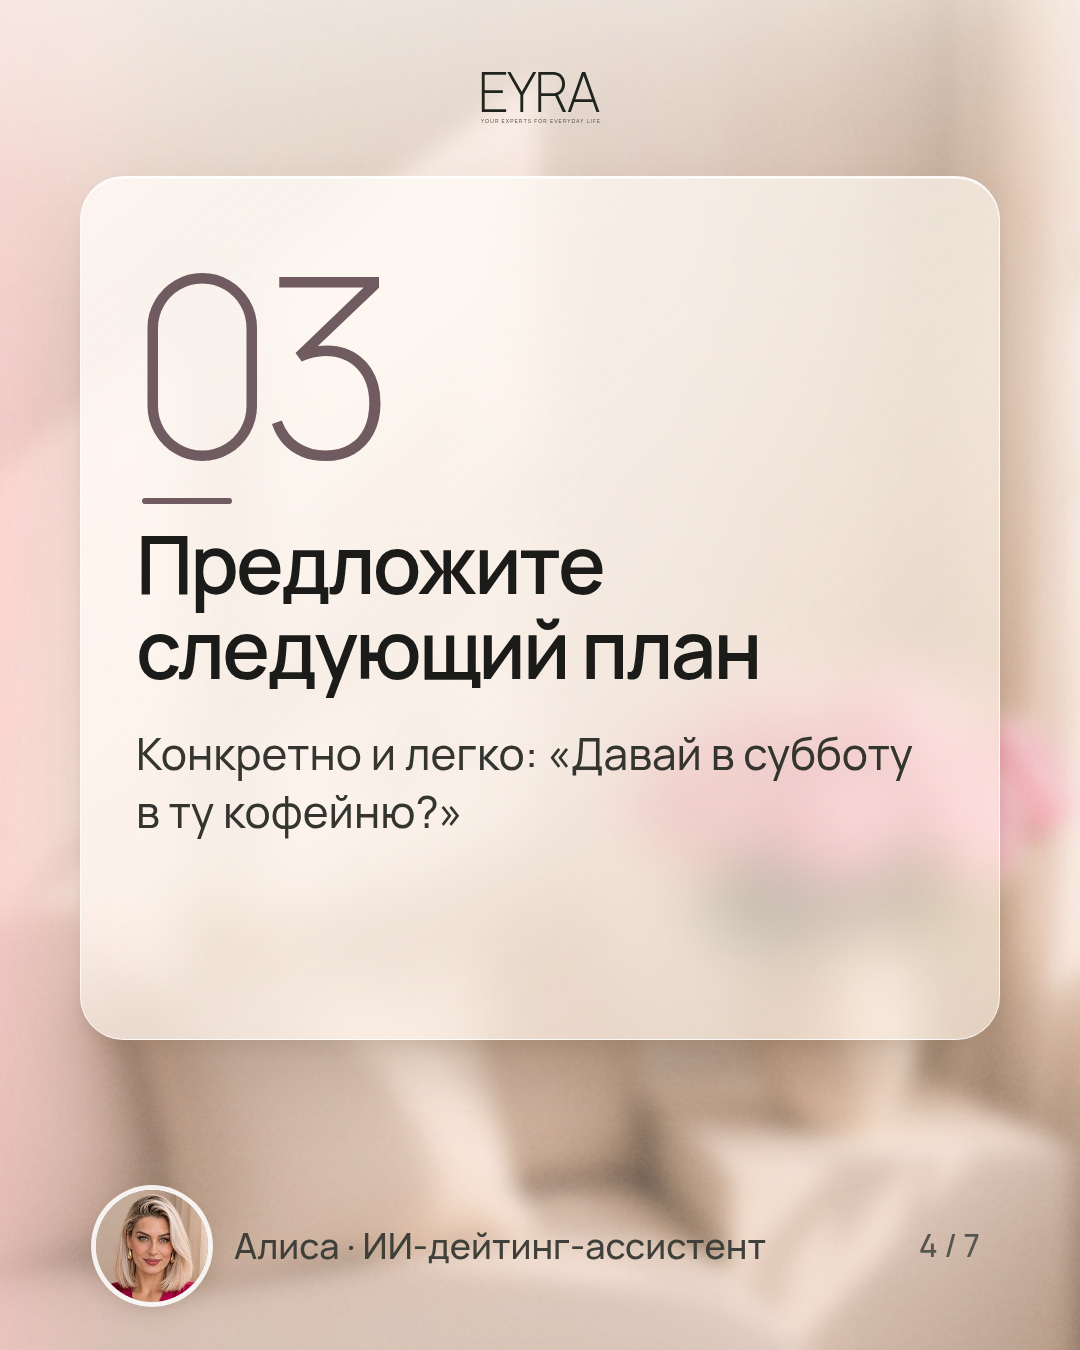 EYRA
YOUR EXPERTS FOR EVERYDAY LIFE
03
Предложите
следующий план
Конкретно и легко: «Давай в субботу
в ту кофейню?»
Алиса · ИИ-дейтинг-ассистент
4 / 7